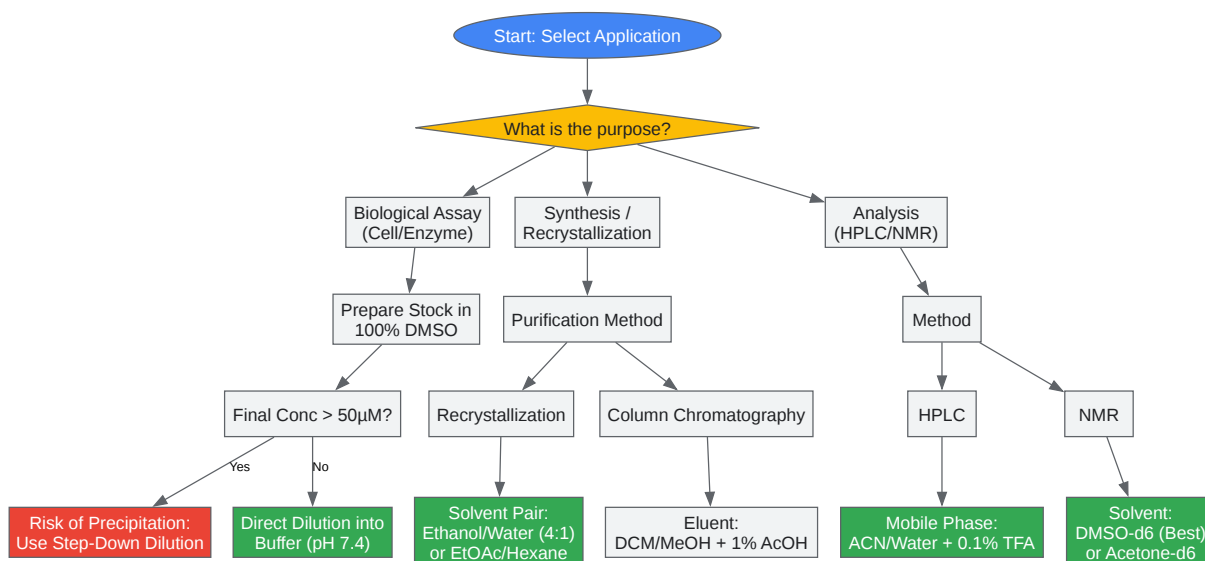 Start: Select Application
What is the purpose?
Biological Assay
(Cell/Enzyme)
Synthesis /
Recrystallization
Analysis
(HPLC/NMR)
Prepare Stock in
100% DMSO
Purification Method
Method
Final Conc > 50µM?
Recrystallization
Column Chromatography
HPLC
NMR
Yes
No
Risk of Precipitation:
Use Step-Down Dilution
Direct Dilution into
Buffer (pH 7.4)
Solvent Pair:
Ethanol/Water (4:1)
or EtOAc/Hexane
Eluent:
DCM/MeOH + 1% AcOH
Mobile Phase:
ACN/Water + 0.1% TFA
Solvent:
DMSO-d6 (Best)
or Acetone-d6